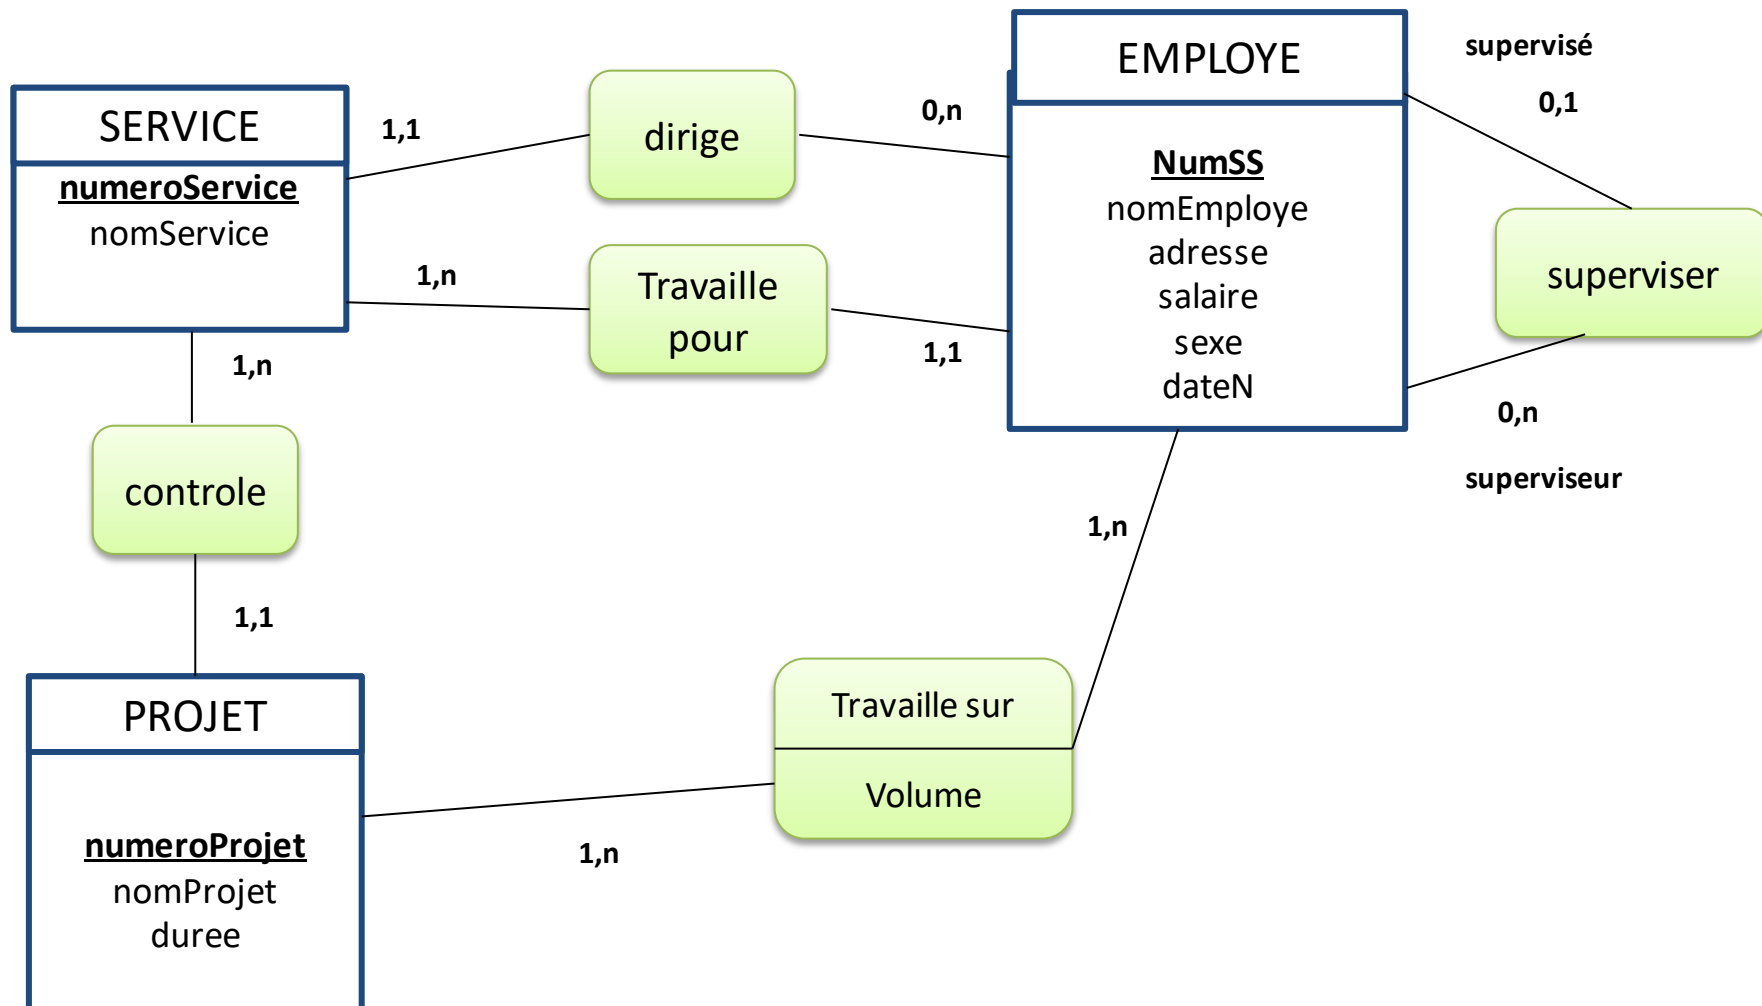 SERVICE
numeroService
nomService
1,1
dirige
0,n
EMPLOYE
NumSS
nomEmploye
adresse
salaire
sexe
dateN
supervisé
0,1
superviser
0,n
superviseur
1,n
Travaille
pour
1,1
1,n
controle
1,1
PROJET
numeroProjet
nomProjet
duree
1,n
Travaille sur
Volume
1,n